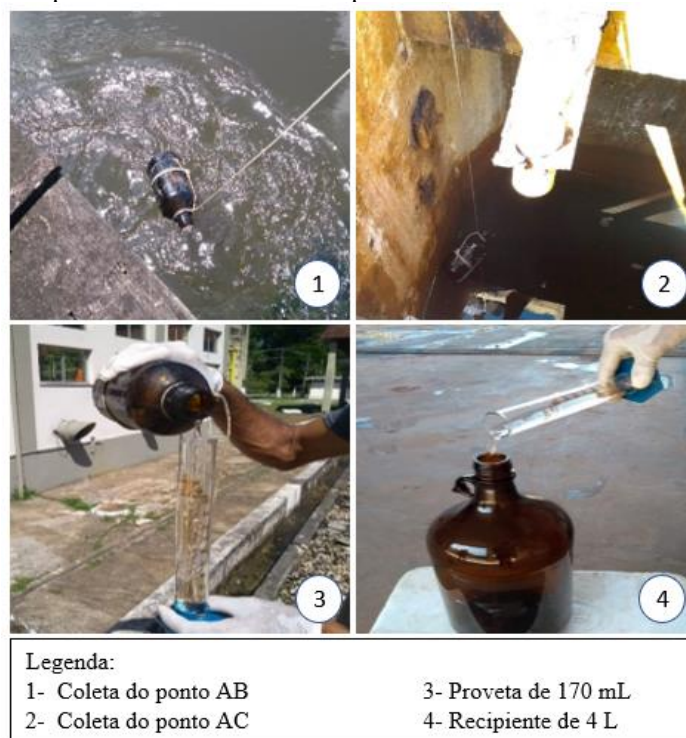 1
2
3
4
Legenda:
1- Coleta do ponto AB
2- Coleta do ponto AC
3- Proveta de 170 mL
4- Recipiente de 4 L